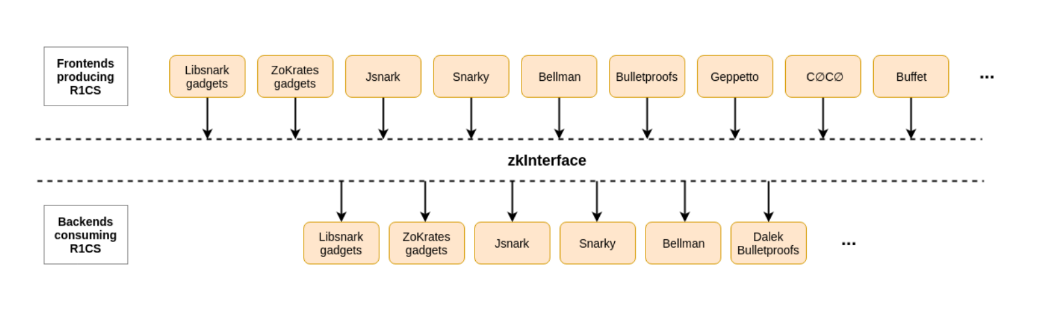 Frontends
producing
R1CS
Libsnark
gadgets
ZoKrates
gadgets
Jsnark
Snarky
Bellman
Bulletproofs
Geppetto
C∅C∅
Buffet
...
zkInterface
Backends
consuming
R1CS
Libsnark
gadgets
ZoKrates
gadgets
Jsnark
Snarky
Bellman
Dalek
Bulletproofs
...